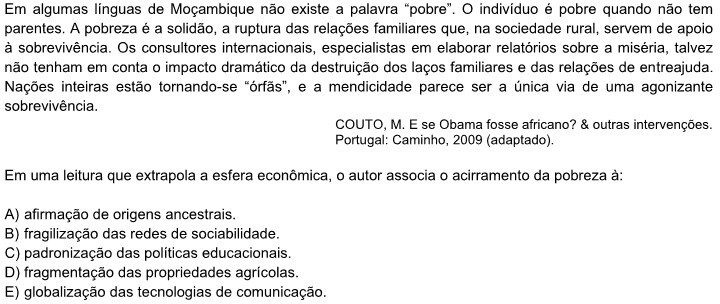 Em algumas línguas de Moçambique não existe a palavra “pobre”. O indivíduo é pobre quando não tem
parentes. A pobreza é a solidão, a ruptura das relações familiares que, na sociedade rural, servem de apoio
à sobrevivência. Os consultores internacionais, especialistas em elaborar relatórios sobre a miséria, talvez
não tenham em conta o impacto dramático da destruição dos laços familiares e das relações de entreajuda.
Nações inteiras estão tornando-se “órfãs”, e a mendicidade parece ser a única via de uma agonizante
sobrevivência.
COUTO, M. E se Obama fosse africano? & outras intervenções.
Portugal: Caminho, 2009 (adaptado).
Em uma leitura que extrapola a esfera econômica, o autor associa o acirramento da pobreza à:
A) afirmação de origens ancestrais.
B) fragilização das redes de sociabilidade.
C) padronização das políticas educacionais.
D) fragmentação das propriedades agrícolas.
E) globalização das tecnologias de comunicação.